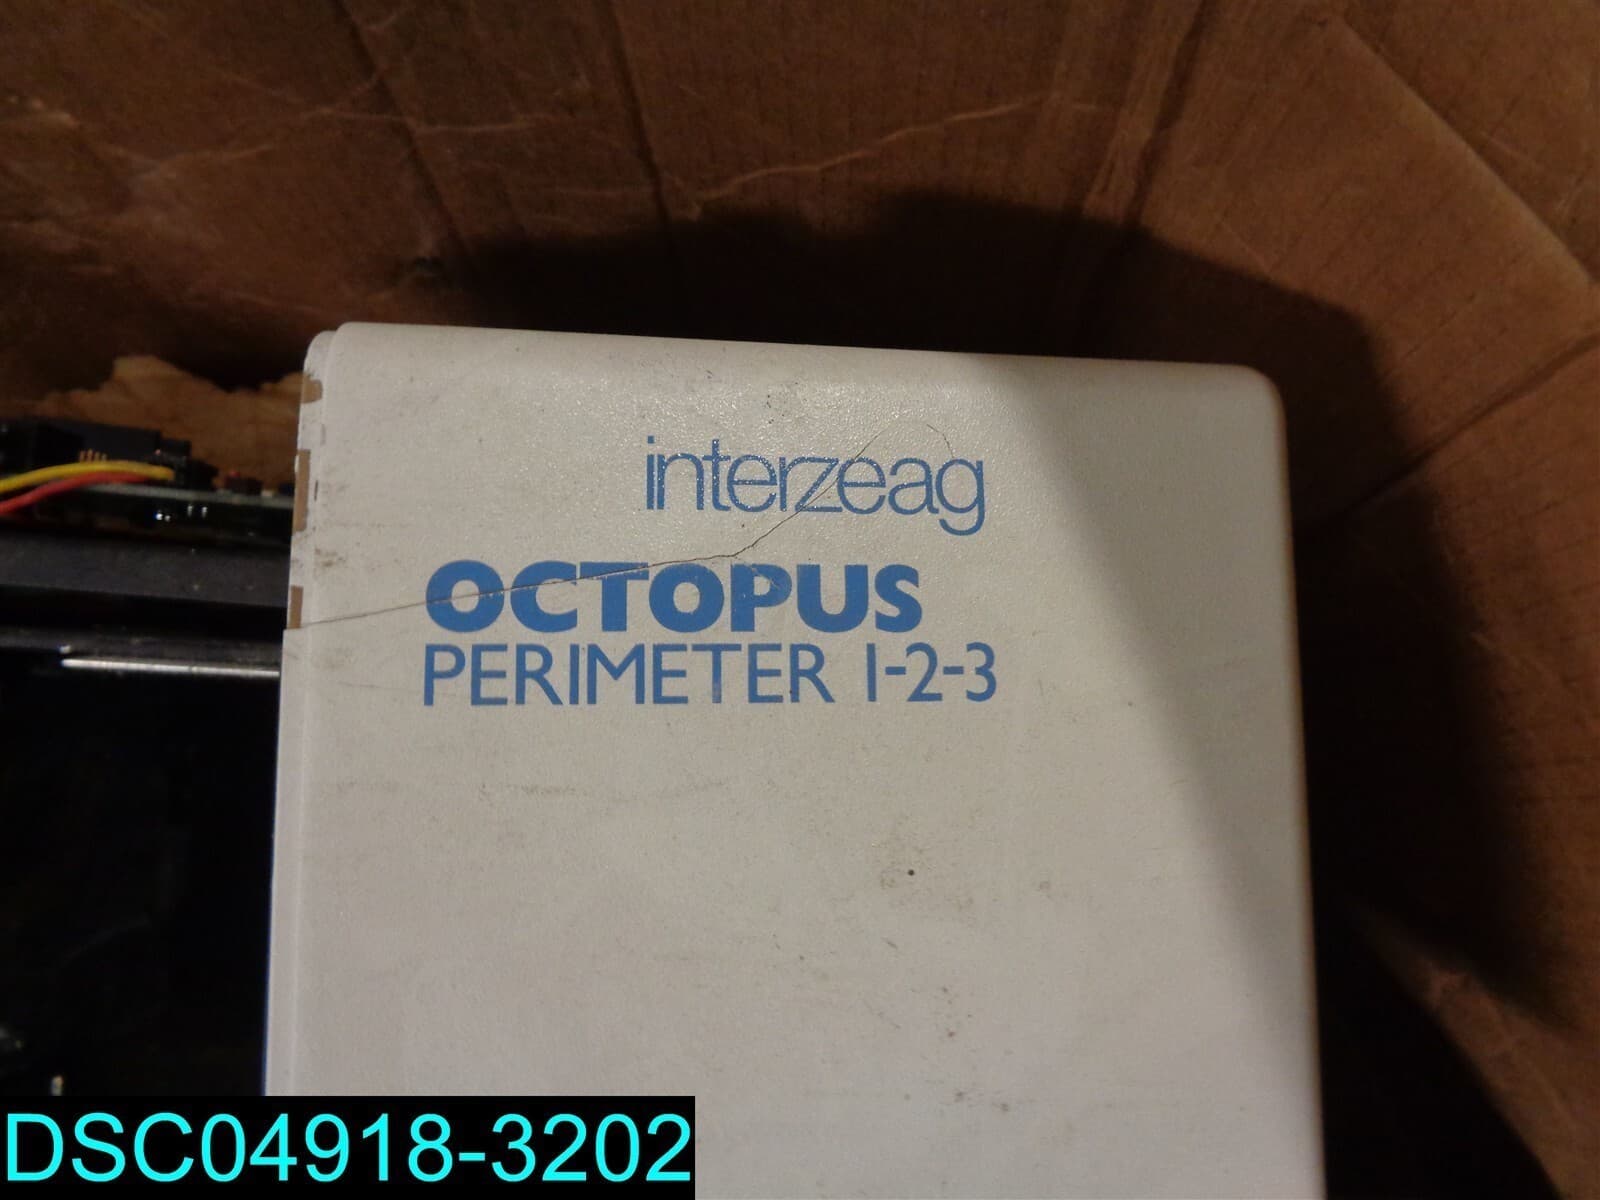 interzeag
OCTOPUS
PERIMETER 1-2-3
DSC04918-3202